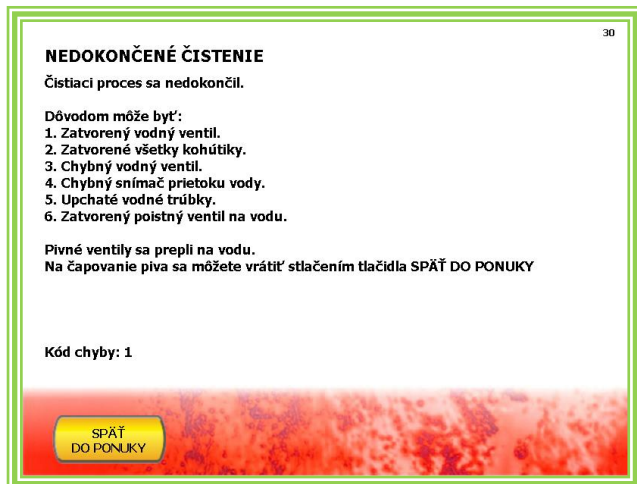 30
NEDOKONČENÉ ČISTENIE
Čistiaci proces sa nedokončil.
Dôvodom môže byť:
1. Zatvorený vodný ventil.
2. Zatvorené všetky kohútiky.
3. Chybný vodný ventil.
4. Chybný snímač prietoku vody.
5. Upchaté vodné trúbky.
6. Zatvorený poistný ventil na vodu.
Pivné ventily sa prepli na vodu.
Na čapovanie piva sa môžete vrátiť stlačením tlačidla SPÄŤ DO PONUKY
Kód chyby: 1
SPÄŤ
DO PONUKY